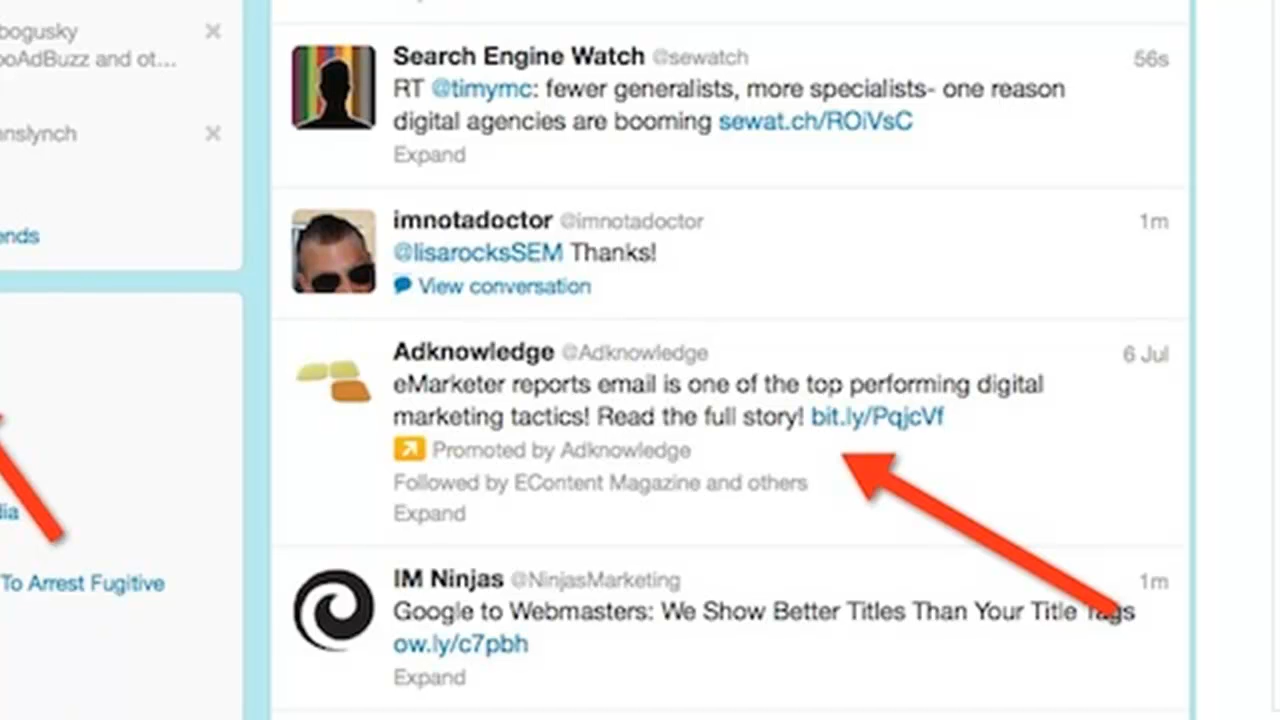 bogusky
ooAdBuzz and ot...
nnslynch
ends
dia
To Arrest Fugitive
Search Engine Watch @sewatch 56s
RT @timymc: fewer generalists, more specialists- one reason
digital agencies are booming sewat.ch/ROiVsC
Expand
imnotadoctor @imnotadoctor 1m
@lisarocksSEM Thanks!
View conversation
Adknowledge @Adknowledge 6 Jul
eMarketer reports email is one of the top performing digital
marketing tactics! Read the full story! bit.ly/PqjcVf
Promoted by Adknowledge
Followed by EContent Magazine and others
Expand
IM Ninjas @NinjasMarketing 1m
Google to Webmasters: We Show Better Titles Than Your Title Tags
ow.ly/c7pbh
Expand